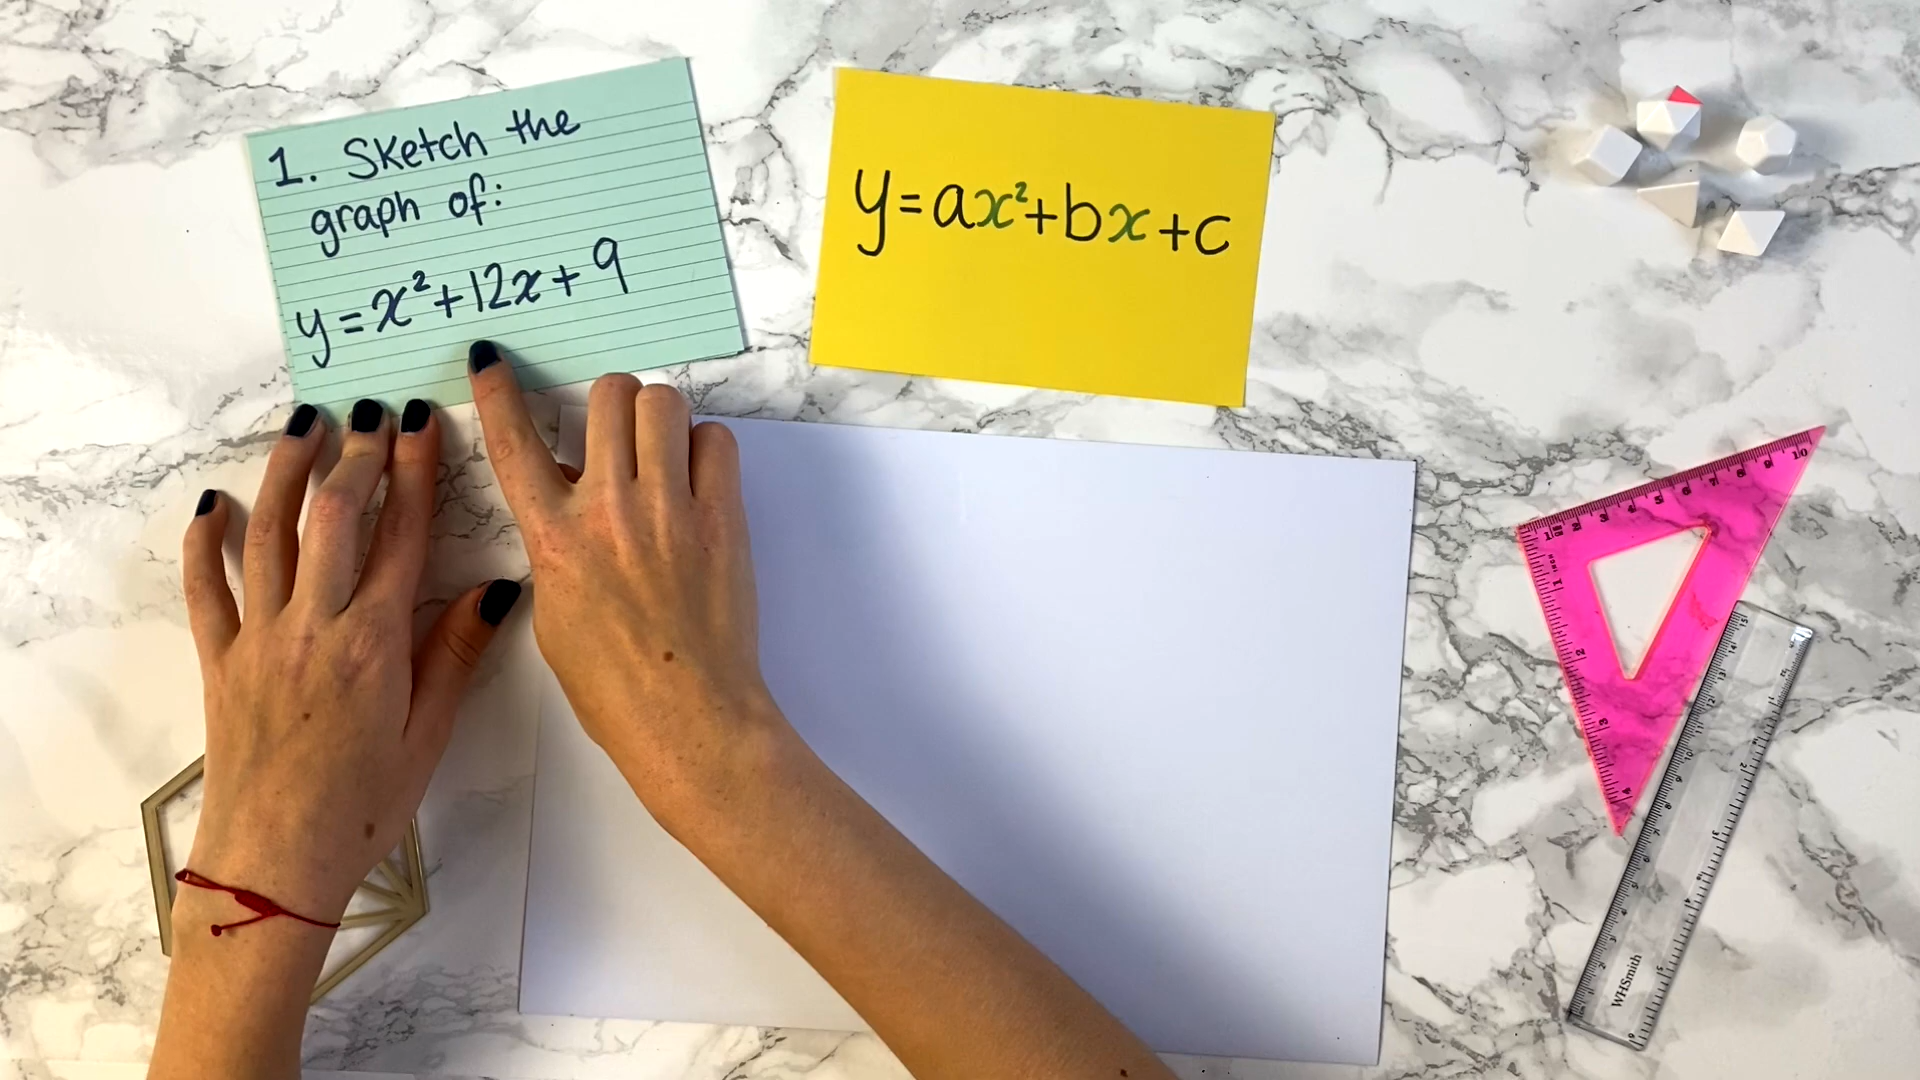 1. Sketch the
graph of:
y=x²+12x+9
y=ax²+bx+c
WHSmith